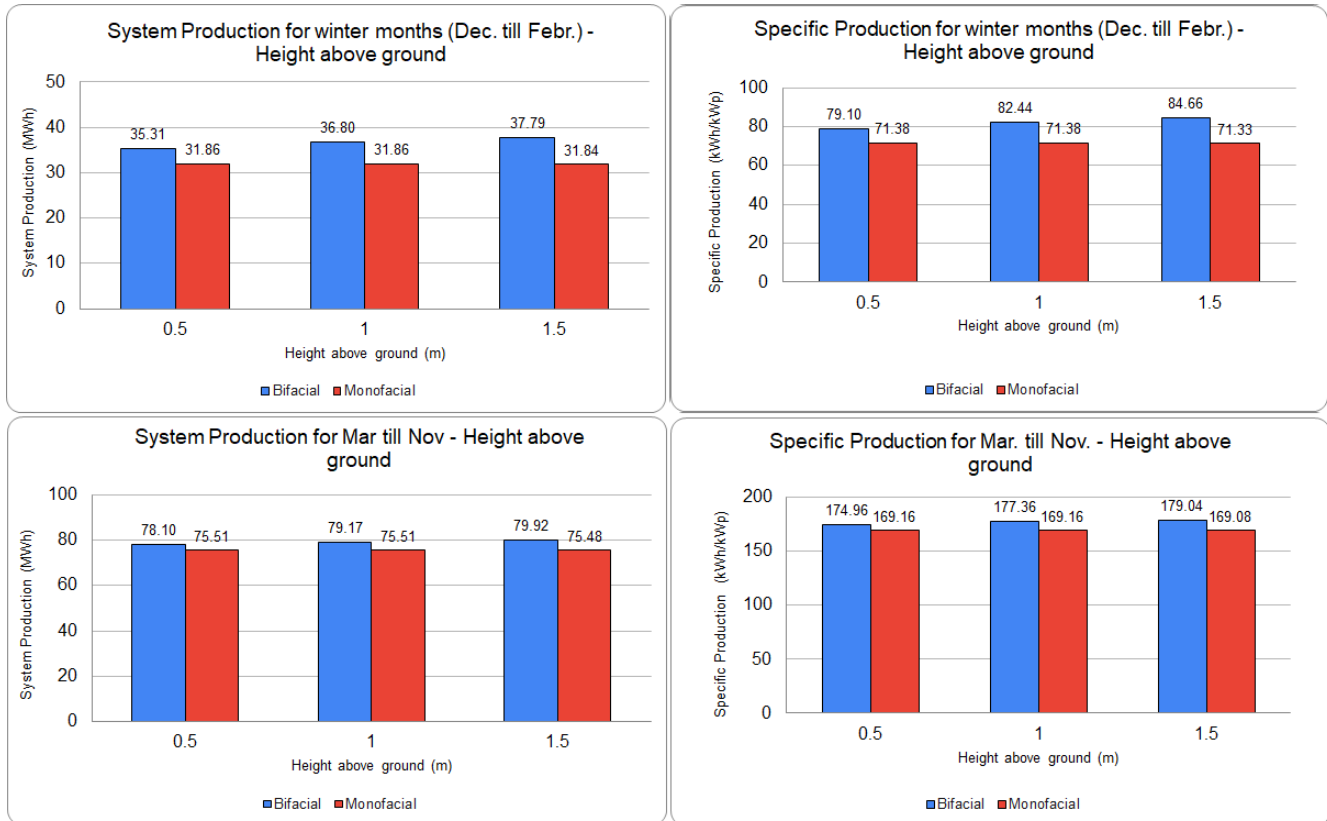 System Production for winter months (Dec. till Febr.) -
Height above ground
System Production (MWh)
50
40
30
20
10
0
35.31
31.86
36.80
31.86
37.79
31.84
0.5
1
1.5
Height above ground (m)
Bifacial
Monofacial
Specific Production for winter months (Dec. till Febr.) -
Height above ground
Specific Production (kWh/kWp)
100
80
60
40
20
0
79.10
71.38
82.44
71.38
84.66
71.33
0.5
1
1.5
Height above ground (m)
Bifacial
Monofacial
System Production for Mar till Nov - Height above
ground
System Production (MWh)
100
80
60
40
20
0
78.10
75.51
79.17
75.51
79.92
75.48
0.5
1
1.5
Height above ground (m)
Bifacial
Monofacial
Specific Production for Mar. till Nov. - Height above
ground
Specific Production (kWh/kWp)
200
150
100
50
0
174.96
169.16
177.36
169.16
179.04
169.08
0.5
1
1.5
Height above ground (m)
Bifacial
Monofacial